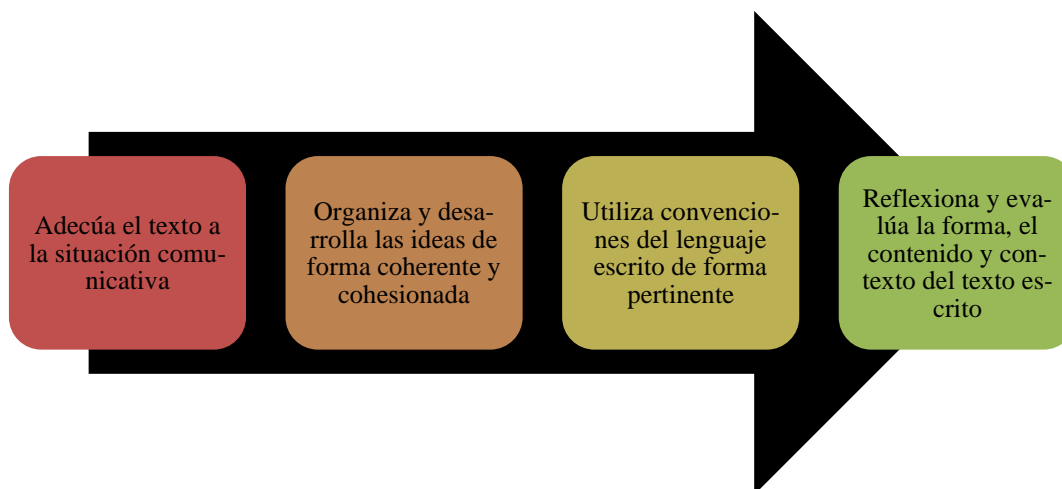 Adecúa el texto a
la situación comu-
nicativa
Organiza y desa-
rrolla las ideas de
forma coherente y
cohesionada
Utiliza convencio-
nes del lenguaje
escrito de forma
pertinente
Reflexiona y eva-
lúa la forma, el
contenido y con-
texto del texto es-
crito